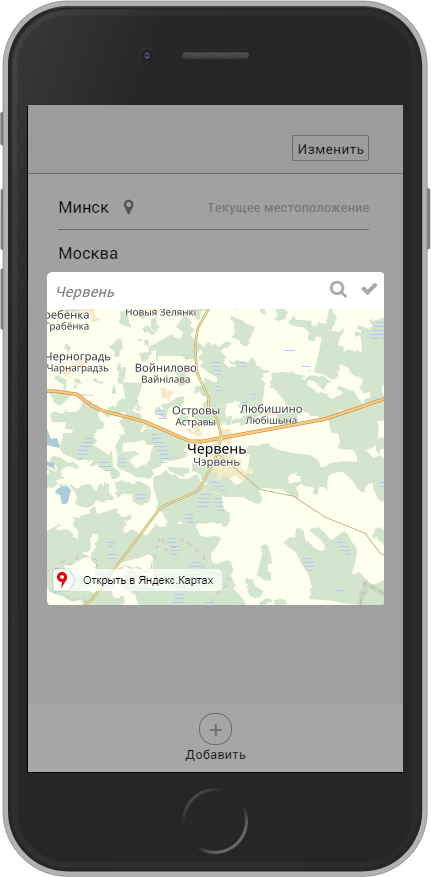 Изменить
Минск
Текущее местоположение
Москва
Червень
Новыя Зелянкі
ребёнка
Грабёнка
Черноградь
Чарнаградзь
Войнилово
Вайнілава
Островы
Астравы
Любишино
Любішына
Червень
Чэрвень
Открыть в Яндекс.Картах
Добавить